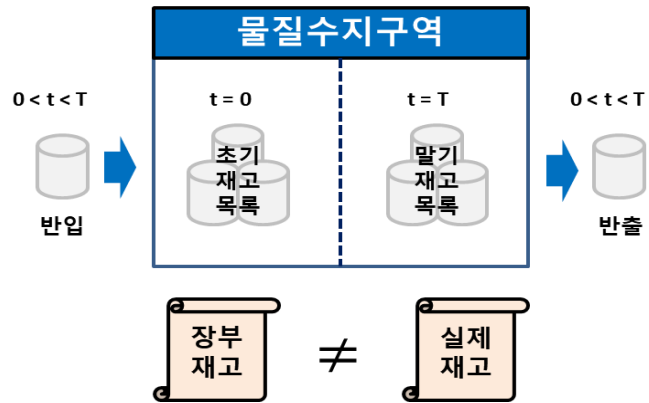 물질수지구역
0 < t < T
t = 0
t = T
0 < t < T
초기
재고
목록
말기
재고
목록
반입
반출
장부
재고
≠
실제
재고